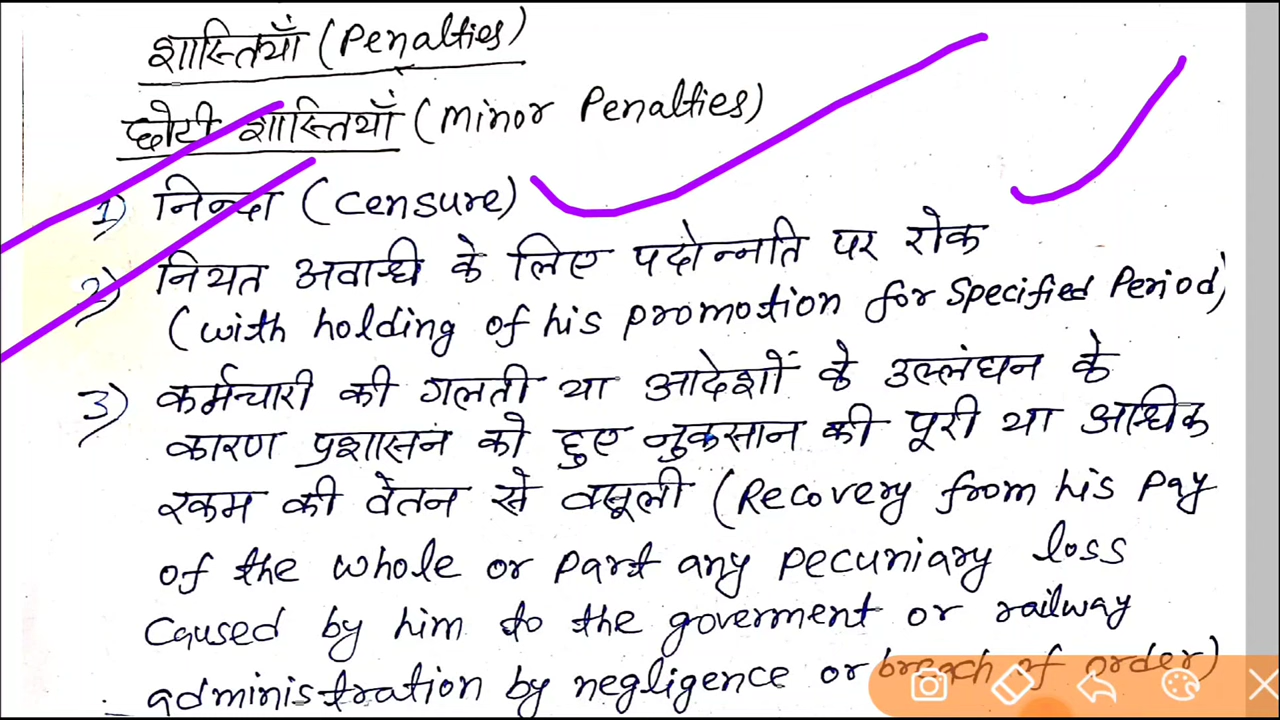 शास्तियाँ (Penalties)
छोटी शास्तियाँ (Minor Penalties)
1) निन्दा (Censure)
2) नियत अवधि के लिए पदोन्नति पर रोक
(with holding of his promotion for specified Period)
3) कर्मचारी की गलती या आदेशों के उल्लंघन के
कारण प्रशासन को हुए नुकसान की पूरी या आंधिक
रकम की वेतन से वसूली (Recovery from his pay
of the whole or part any pecuniary loss
caused by him to the goverment or railway
administration by negligence or breach of order)